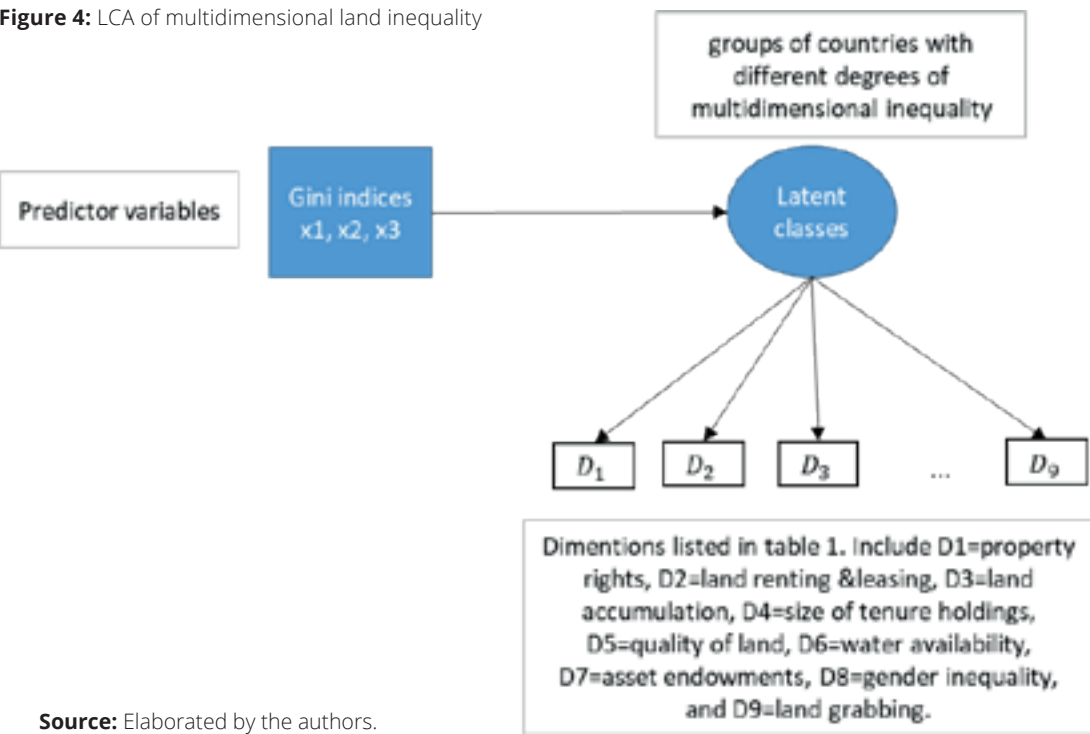 Figure 4: LCA of multidimensional land inequality
groups of countries with
different degrees of
multidimensional inequality
Predictor variables
Gini indices
x1, x2, x3
Latent
classes
D1
D2
D3
...
D9
Dimentions listed in table 1. Include D1=property
rights, D2=land renting &leasing, D3=land
accumulation, D4=size of tenure holdings,
D5=quality of land, D6=water availability,
D7=asset endowments, D8=gender inequality,
and D9=land grabbing.
Source: Elaborated by the authors.